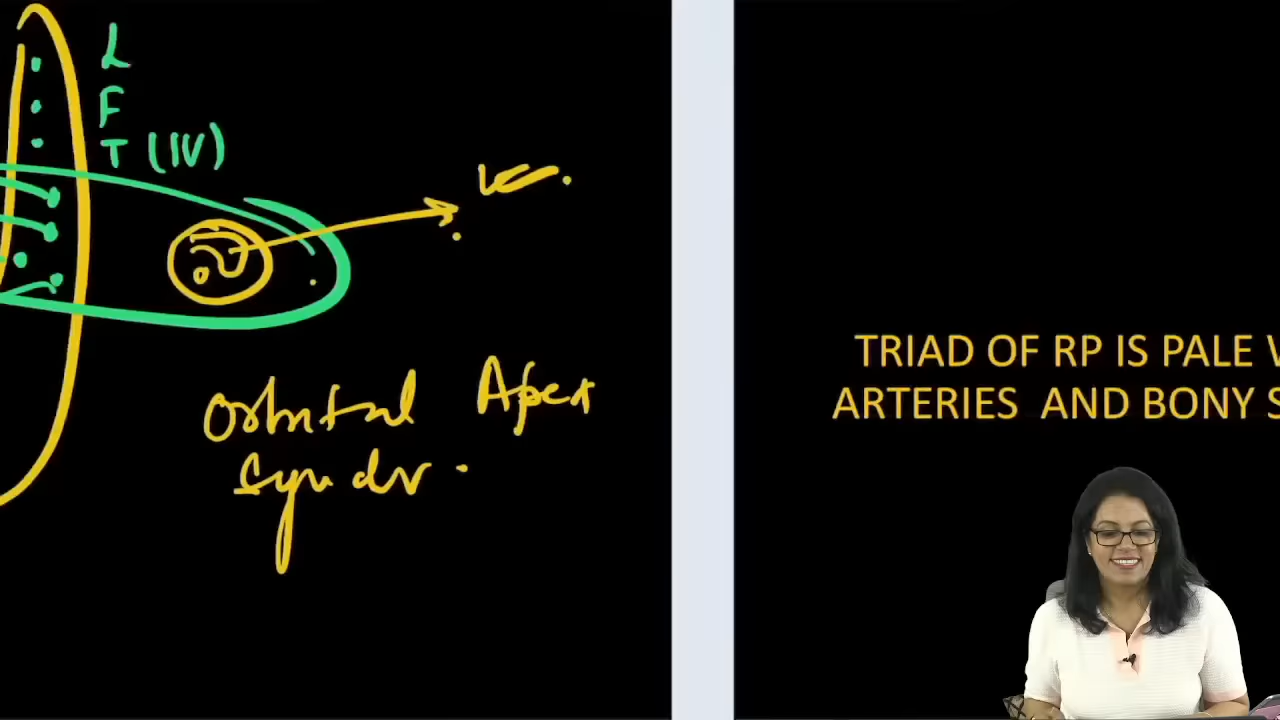 L
F
T (IV)
Orbital Apex
Syndr.
TRIAD OF RP IS PALE
ARTERIES AND BONY